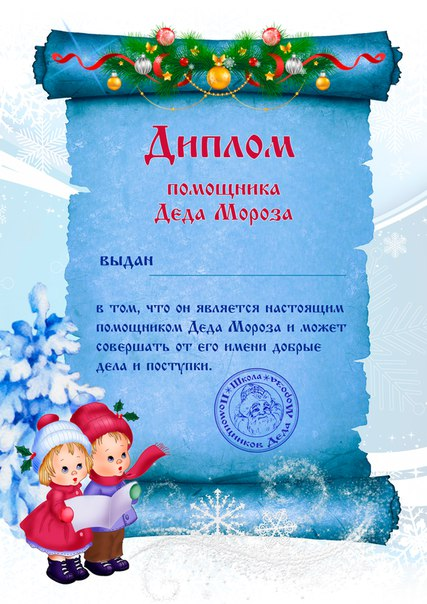 Диплом
помощника
Деда Мороза
выдан
в том, что он является настоящим
помощником Деда Мороза и может
совершать от его имени добрые
дела и поступки.
Школа * Помощников Деда Мороза *